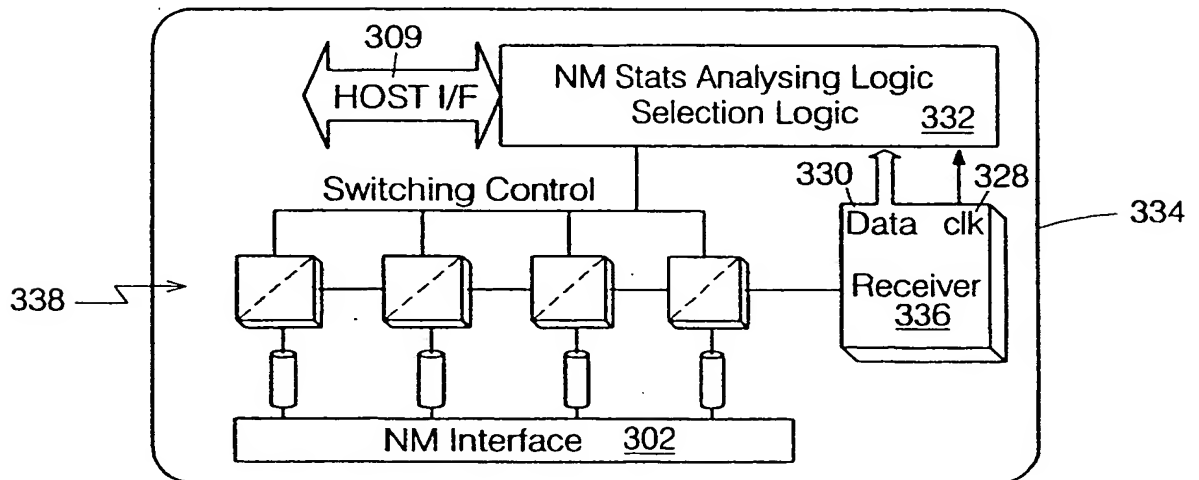 309
HOST I/F
NM Stats Analysing Logic
Selection Logic 332
Switching Control
330
328
Data clk
334
338
Receiver
336
NM Interface 302